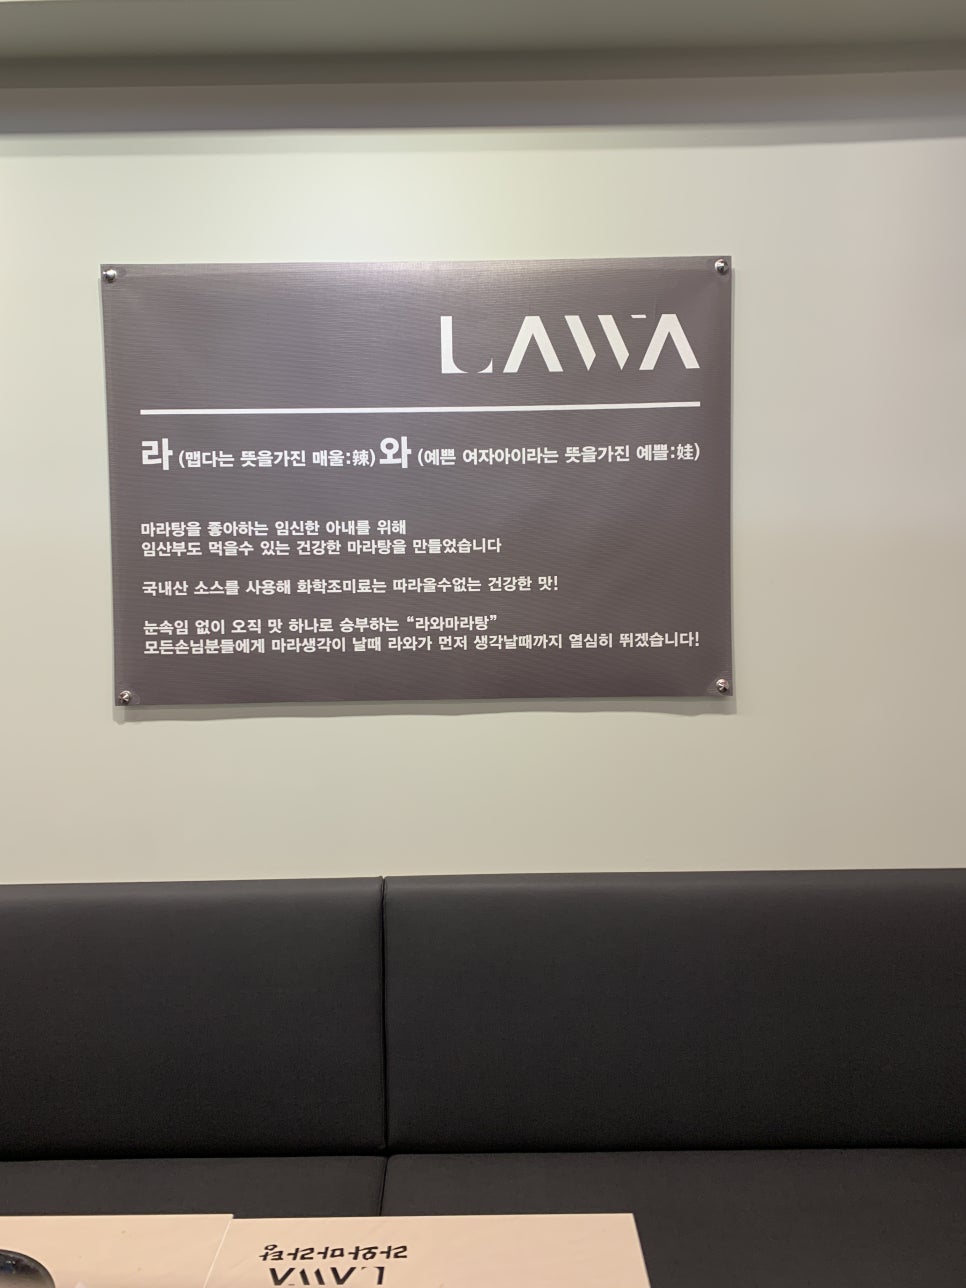 LAWA
라 (맵다는 뜻을가진 매울:辣) 와 (예쁜 여자아이라는 뜻을가진 예쁠:娃)
마라탕을 좋아하는 임신한 아내를 위해
임산부도 먹을수 있는 건강한 마라탕을 만들었습니다
국내산 소스를 사용해 화학조미료는 따라올수없는 건강한 맛!
눈속임 없이 오직 맛 하나로 승부하는 “라와마라탕”
모든손님분들에게 마라생각이 날때 라와가 먼저 생각날때까지 열심히 뛰겠습니다!
라와마라탕
LAWA